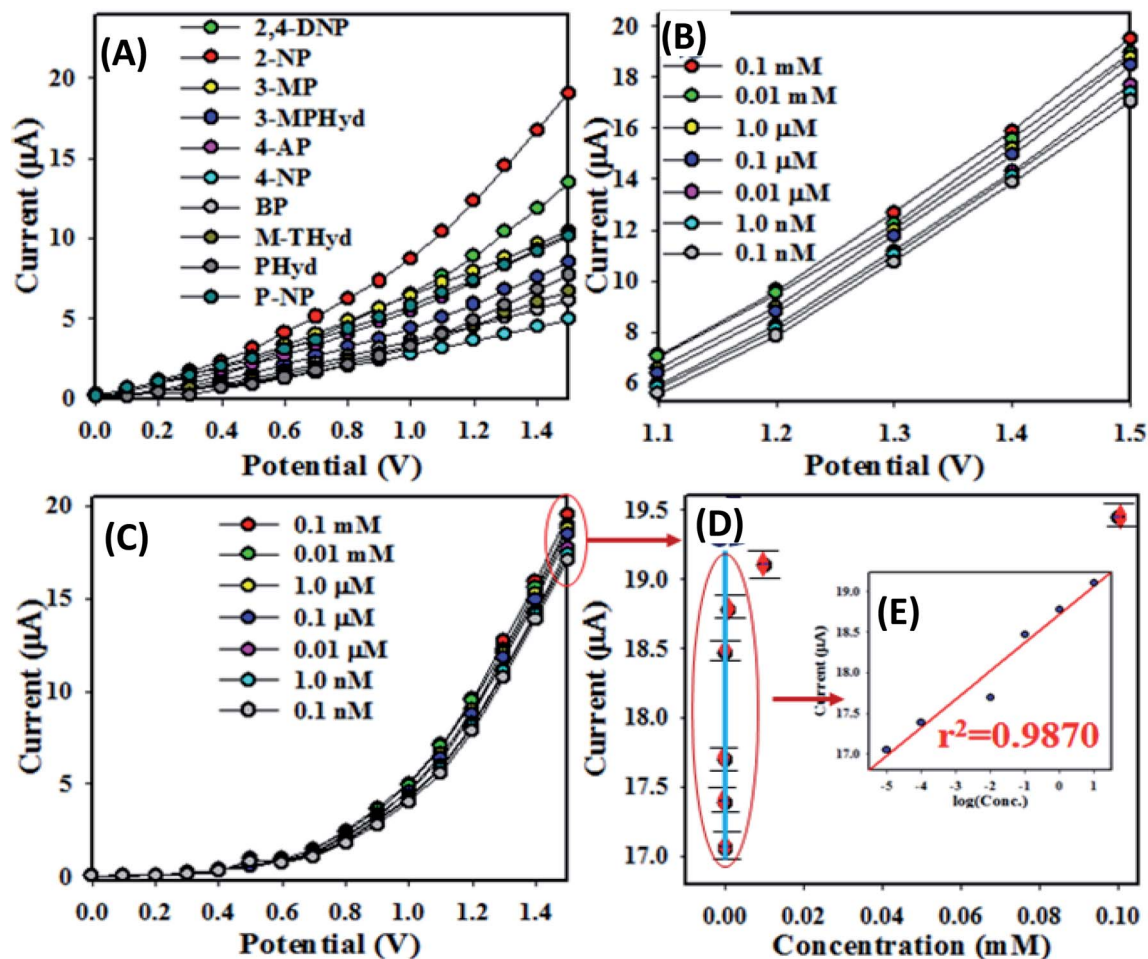 (A)
2,4-DNP
2-NP
3-MP
3-MPHyd
4-AP
4-NP
BP
M-THyd
PHyd
P-NP
20
15
10
5
0
Current (µA)
0.0 0.2 0.4 0.6 0.8 1.0 1.2 1.4
Potential (V)
(B)
0.1 mM
0.01 mM
1.0 µM
0.1 µM
0.01 µM
1.0 nM
0.1 nM
20
18
16
14
12
10
8
6
Current (µA)
1.1 1.2 1.3 1.4 1.5
Potential (V)
(C)
0.1 mM
0.01 mM
1.0 µM
0.1 µM
0.01 µM
1.0 nM
0.1 nM
20
15
10
5
0
Current (µA)
0.0 0.2 0.4 0.6 0.8 1.0 1.2 1.4
Potential (V)
(D)
19.5
19.0
18.5
18.0
17.5
17.0
Current (µA)
0.00 0.02 0.04 0.06 0.08 0.10
Concentration (mM)
(E)
19.0
18.5
18.0
17.5
17.0
Current (µA)
r²=0.9870
-5 -4 -3 -2 -1 0 1
log(Conc.)